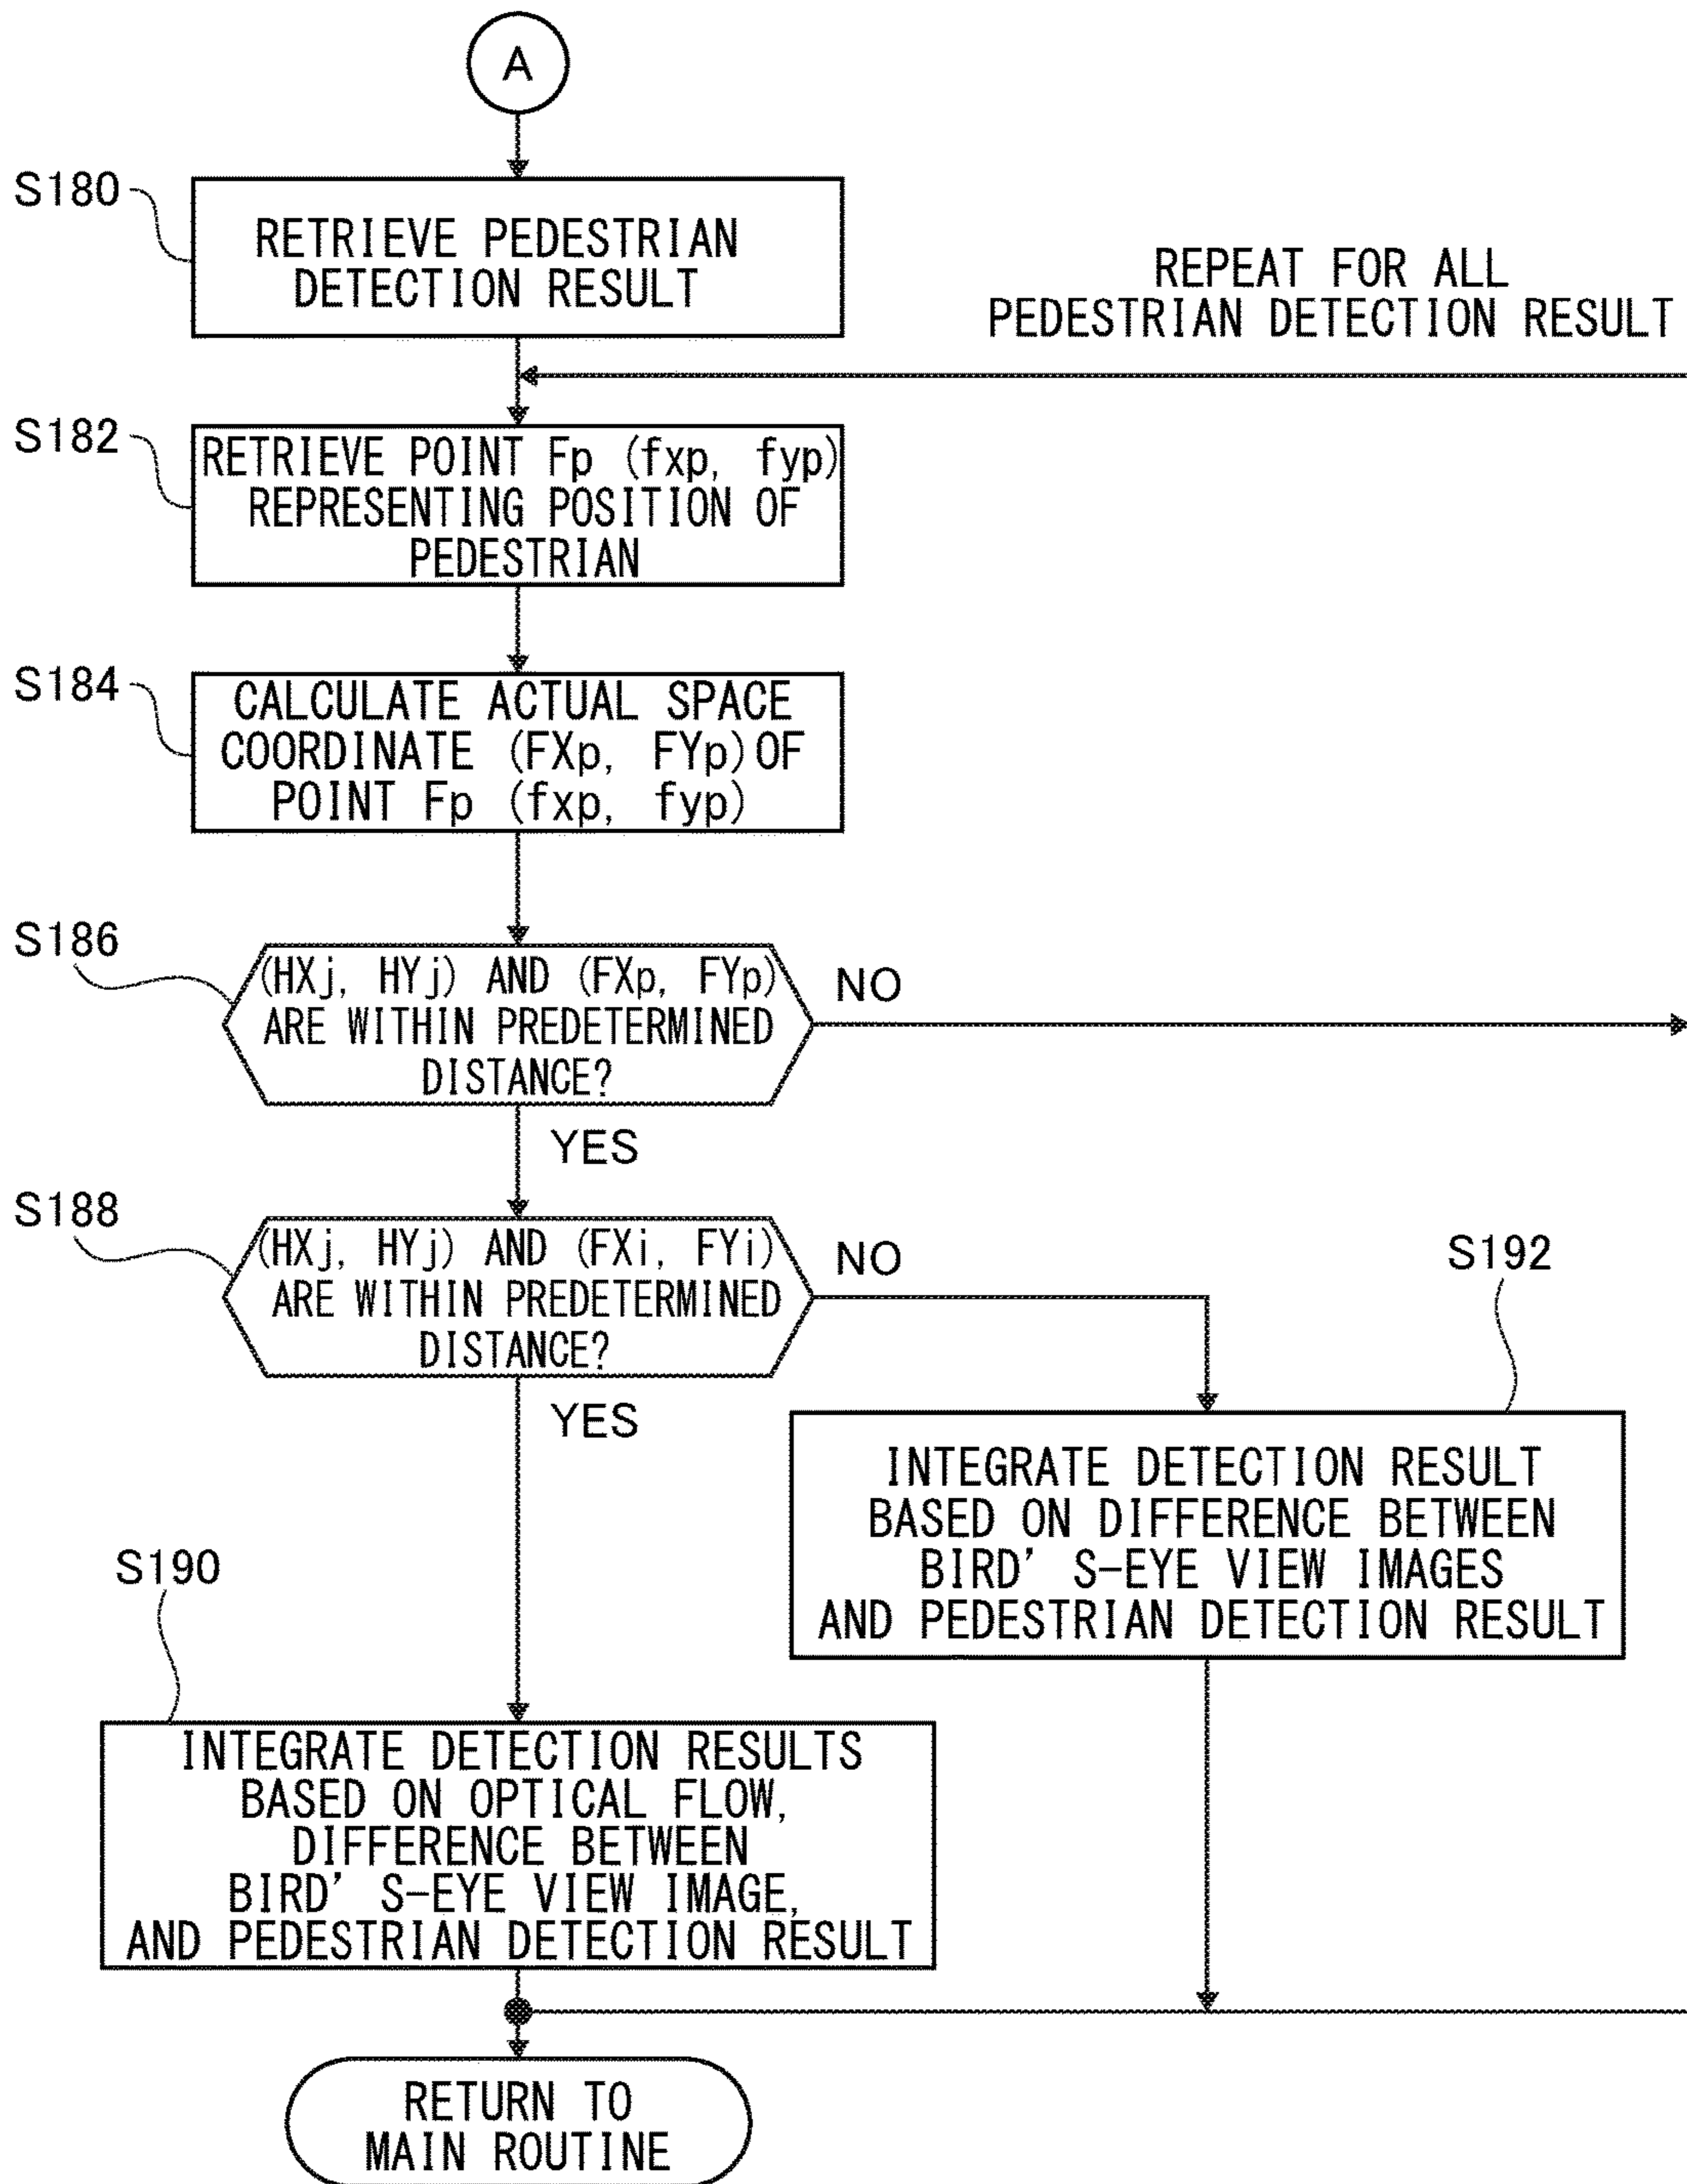 A
S180
RETRIEVE PEDESTRIAN
DETECTION RESULT
REPEAT FOR ALL
PEDESTRIAN DETECTION RESULT
S182
RETRIEVE POINT Fp (fxp, fyp)
REPRESENTING POSITION OF
PEDESTRIAN
S184
CALCULATE ACTUAL SPACE
COORDINATE (FXp, FYp) OF
POINT Fp (fxp, fyp)
S186
(HXj, HYj) AND (FXp, FYp)
ARE WITHIN PREDETERMINED
DISTANCE?
NO
YES
S188
(HXj, HYj) AND (FXi, FYi)
ARE WITHIN PREDETERMINED
DISTANCE?
NO
YES
S192
INTEGRATE DETECTION RESULT
BASED ON DIFFERENCE BETWEEN
BIRD' S-EYE VIEW IMAGES
AND PEDESTRIAN DETECTION RESULT
S190
INTEGRATE DETECTION RESULTS
BASED ON OPTICAL FLOW,
DIFFERENCE BETWEEN
BIRD' S-EYE VIEW IMAGE,
AND PEDESTRIAN DETECTION RESULT
RETURN TO
MAIN ROUTINE